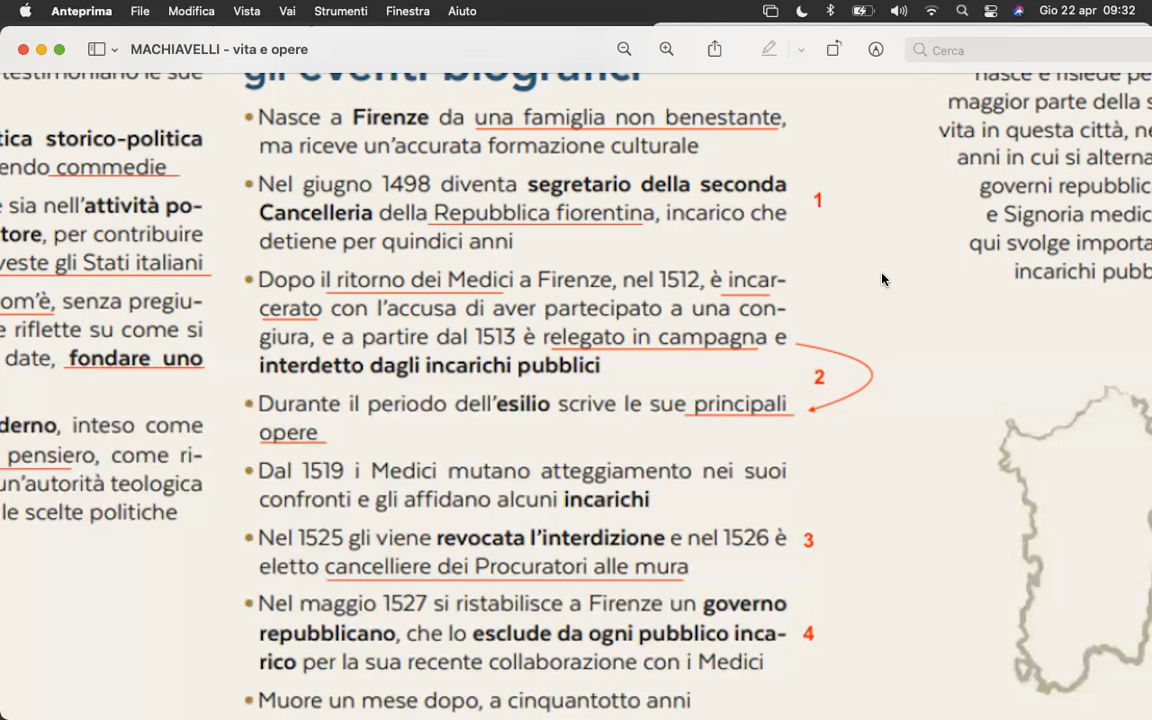 Anteprima File Modifica Vista Vai Strumenti Finestra Aiuto Gio 22 apr 09:32
MACHIAVELLI - vita e opere
Cerca
testimoniano le sue
tica storico-politica
endo commedie
e sia nell'attività po-
tore, per contribuire
veste gli Stati italiani
om'è, senza pregiu-
e riflette su come si
date, fondare uno
derno, inteso come
pensiero, come ri-
un'autorità teologica
le scelte politiche
gli eventi biografici
• Nasce a Firenze da una famiglia non benestante,
ma riceve un'accurata formazione culturale
• Nel giugno 1498 diventa segretario della seconda
Cancelleria della Repubblica fiorentina, incarico che
detiene per quindici anni
1
• Dopo il ritorno dei Medici a Firenze, nel 1512, è incar-
cerato con l'accusa di aver partecipato a una con-
giura, e a partire dal 1513 è relegato in campagna e
interdetto dagli incarichi pubblici
2
• Durante il periodo dell'esilio scrive le sue principali
opere
• Dal 1519 i Medici mutano atteggiamento nei suoi
confronti e gli affidano alcuni incarichi
• Nel 1525 gli viene revocata l'interdizione e nel 1526 è
eletto cancelliere dei Procuratori alle mura
3
• Nel maggio 1527 si ristabilisce a Firenze un governo
repubblicano, che lo esclude da ogni pubblico inca-
rico per la sua recente collaborazione con i Medici
4
• Muore un mese dopo, a cinquantotto anni
nasce e risiede pe
maggior parte della s
vita in questa città, ne
anni in cui si alterna
governi repubblic
e Signoria medic
qui svolge importa
incarichi pubb